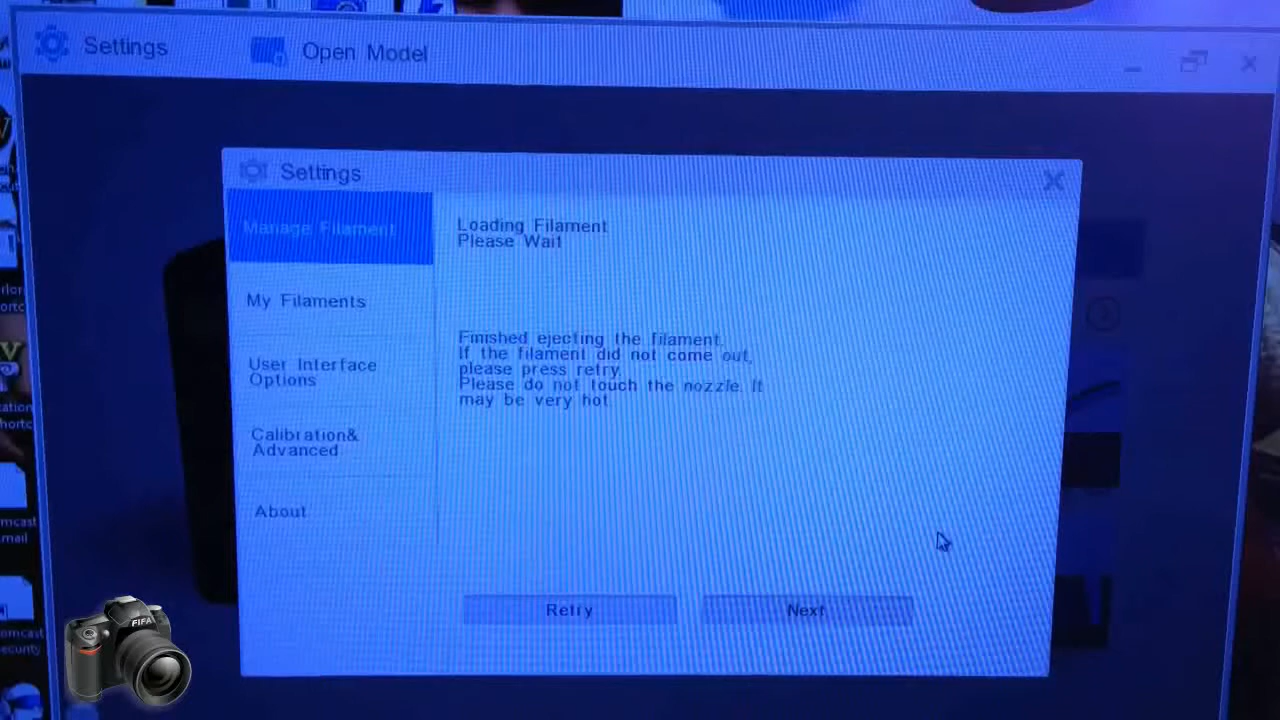 Settings
Open Model
Settings
Manage Filament
Loading Filament
Please Wait
My Filaments
Finished ejecting the filament.
If the filament did not come out,
please press retry.
Please do not touch the nozzle. It
may be very hot.
User Interface
Options
Calibration&
Advanced
About
Retry
Next
FIFA